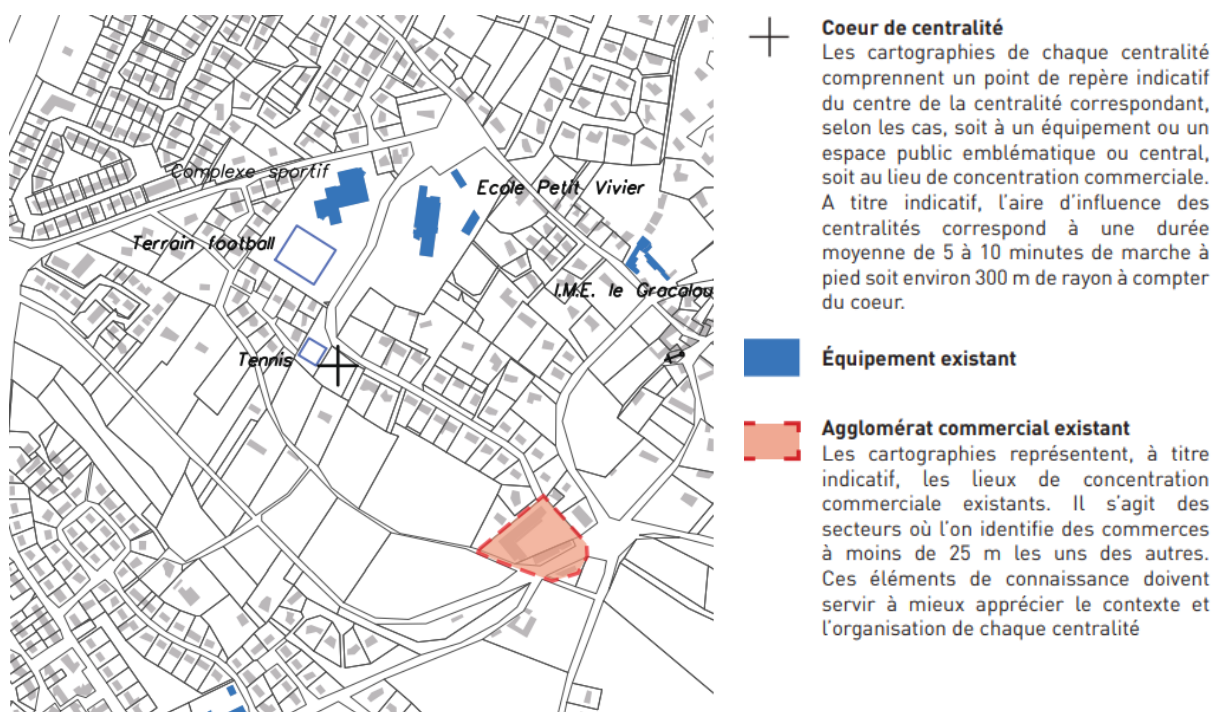 Complexe sportif
Ecole Petit Vivier
Terrain football
I.M.E. le Gracalou
Tennis
Coeur de centralité
Les cartographies de chaque centralité
comprennent un point de repère indicatif
du centre de la centralité correspondant,
selon les cas, soit à un équipement ou un
espace public emblématique ou central,
soit au lieu de concentration commerciale.
A titre indicatif, l'aire d'influence des
centralités correspond à une durée
moyenne de 5 à 10 minutes de marche à
pied soit environ 300 m de rayon à compter
du coeur.
Équipement existant
Agglomérat commercial existant
Les cartographies représentent, à titre
indicatif, les lieux de concentration
commerciale existants. Il s'agit des
secteurs où l'on identifie des commerces
à moins de 25 m les uns des autres.
Ces éléments de connaissance doivent
servir à mieux apprécier le contexte et
l'organisation de chaque centralité